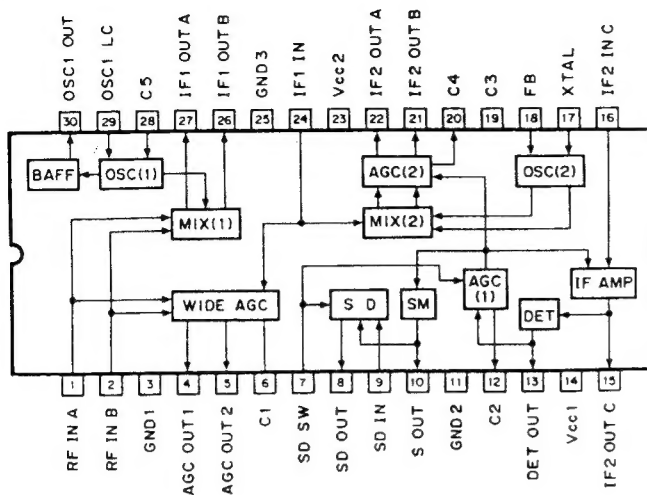 OSC1 OUT
OSC1 LC
C5
IF1 OUT A
IF1 OUT B
GND3
IF1 IN
Vcc2
IF2 OUT A
IF2 OUT B
C4
C3
FB
XTAL
IF2 IN C
30
29
28
27
26
25
24
23
22
21
20
19
18
17
16
BAFF
OSC(1)
AGC(2)
OSC(2)
MIX(1)
MIX(2)
WIDE AGC
S D
SM
AGC
(1)
IF AMP
DET
1
2
3
4
5
6
7
8
9
10
11
12
13
14
15
RF IN A
RF IN B
GND1
AGC OUT1
AGC OUT2
C1
SD SW
SD OUT
SD IN
S OUT
GND2
C2
DET OUT
Vcc1
IF2 OUT C